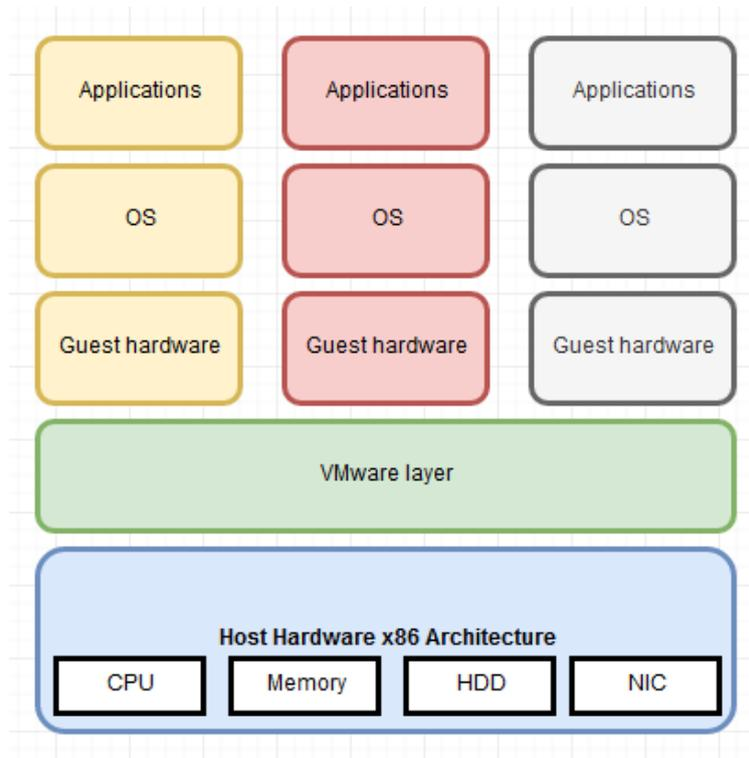 Applications
Applications
Applications
OS
OS
OS
Guest hardware
Guest hardware
Guest hardware
VMware layer
Host Hardware x86 Architecture
CPU
Memory
HDD
NIC